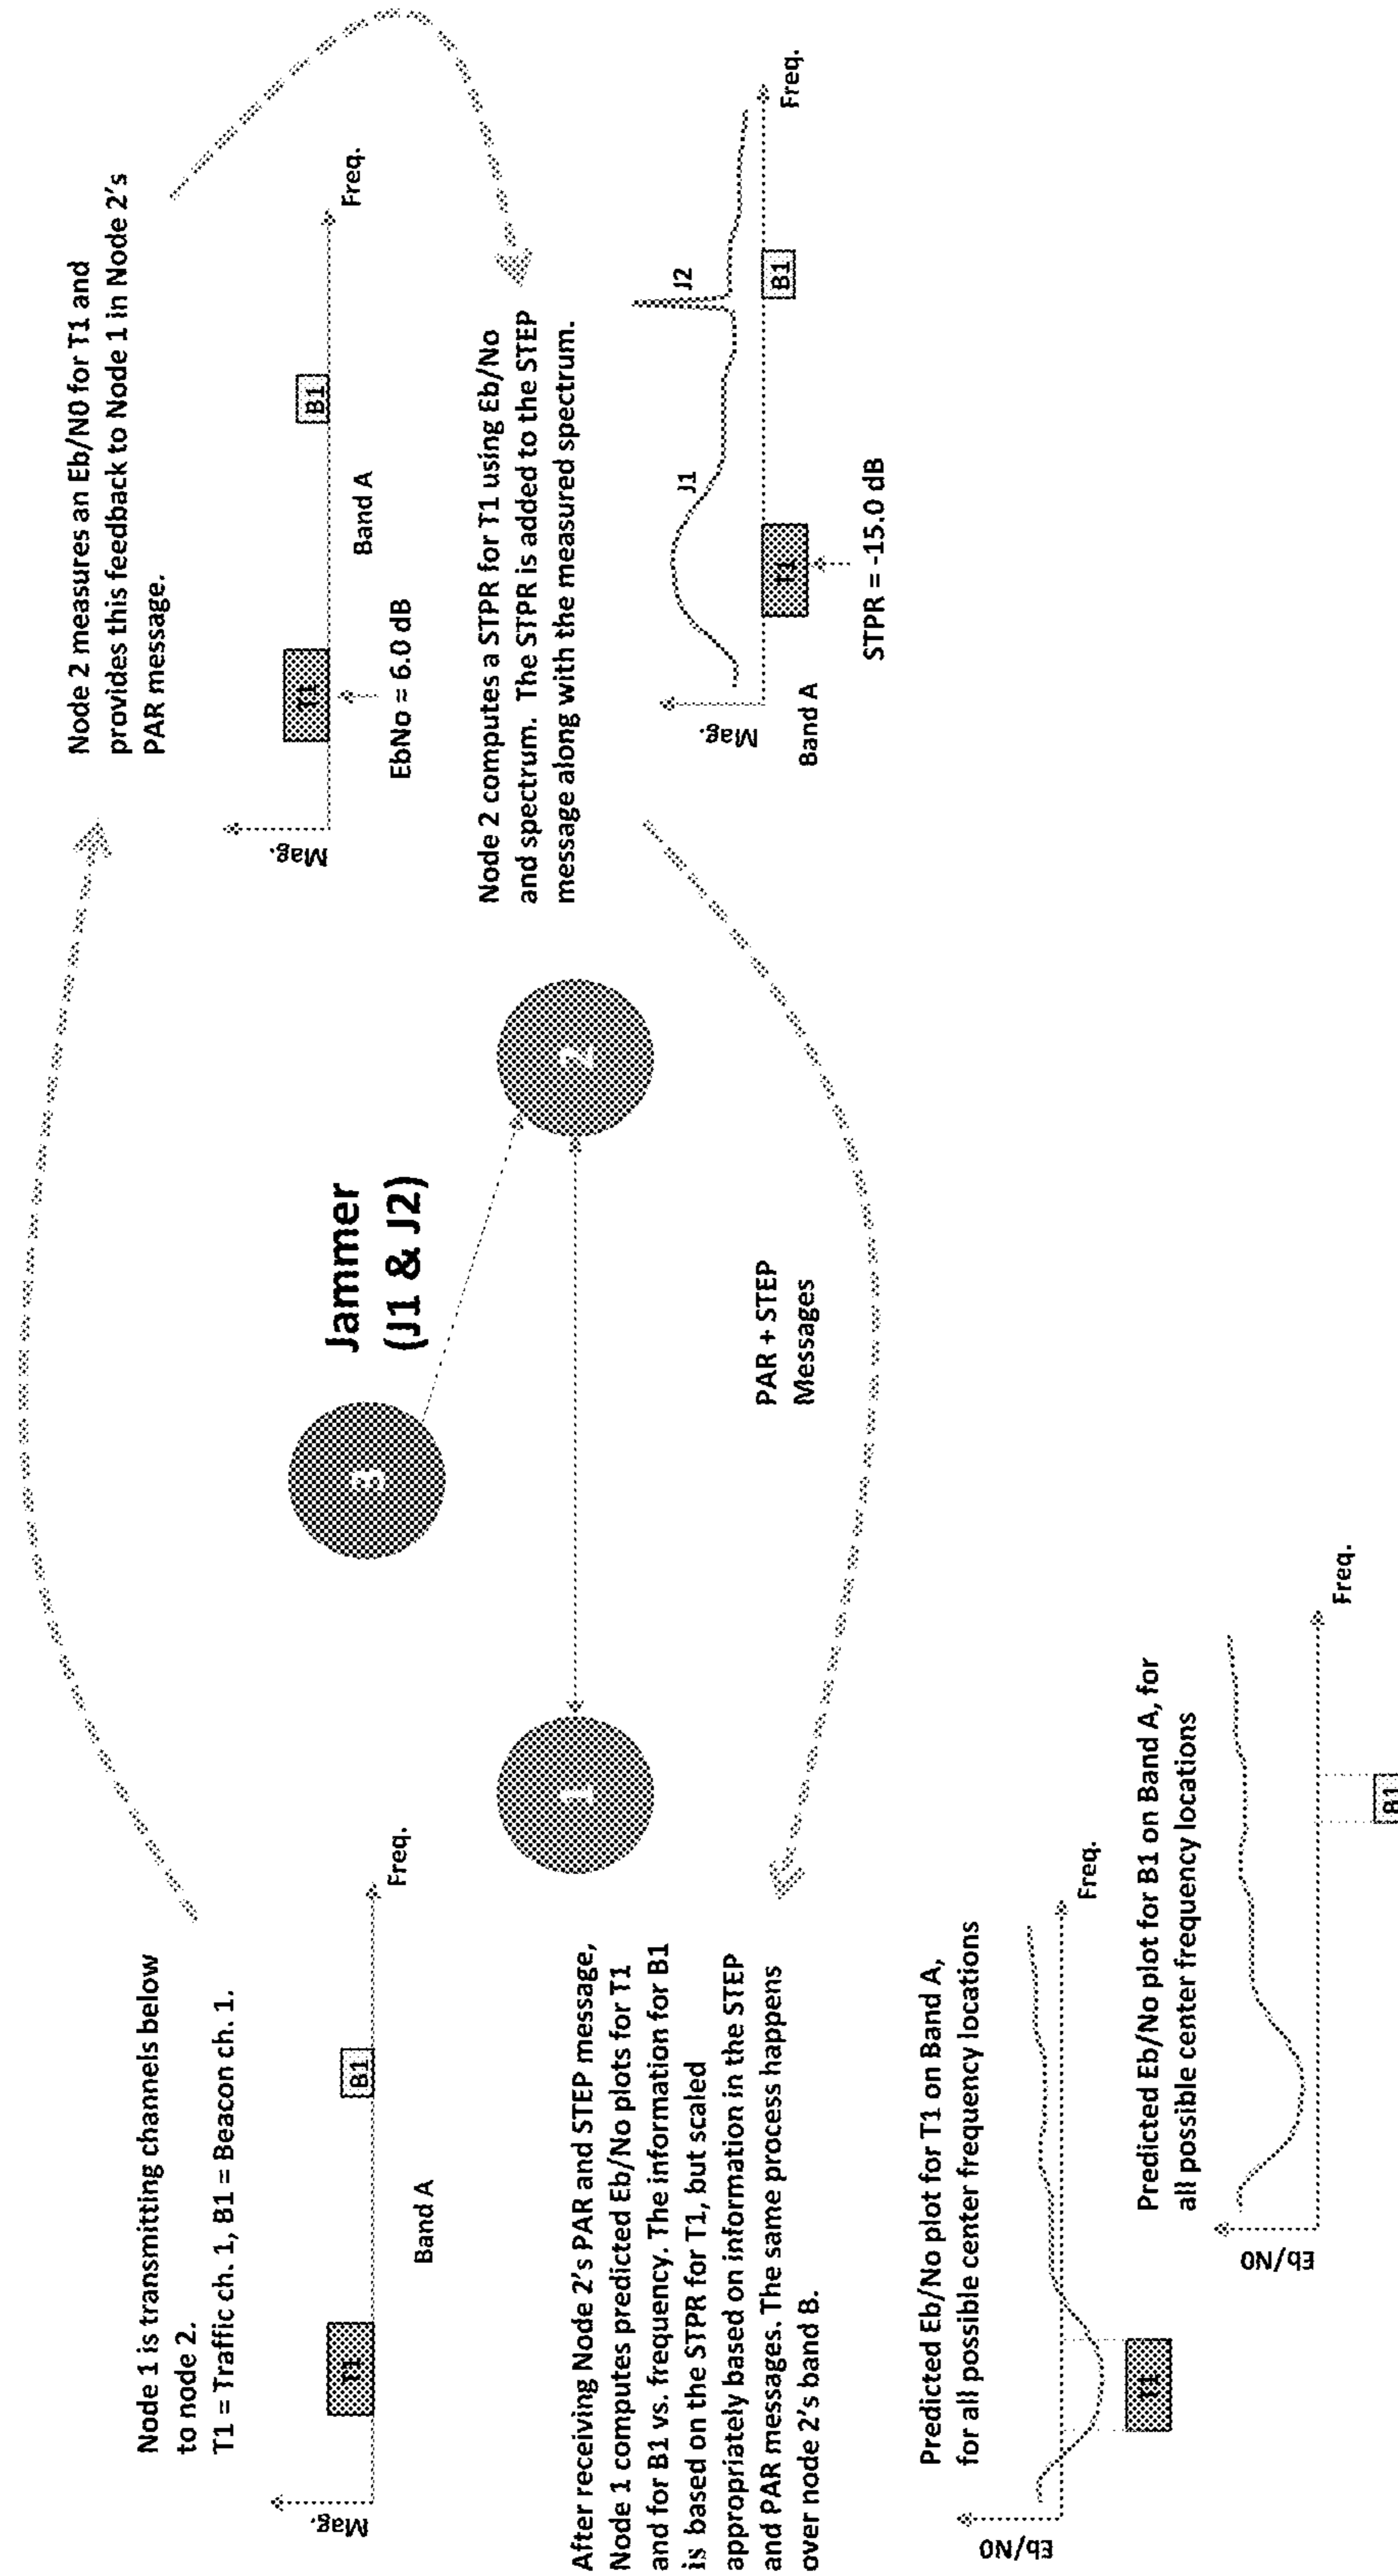 Node 1 is transmitting channels below
to node 2.
T1 = Traffic ch. 1, B1 = Beacon ch. 1.
Mag.
T1
B1
Freq.
Band A
Node 2 measures an Eb/N0 for T1 and
provides this feedback to Node 1 in Node 2's
PAR message.
Mag.
T1
B1
Freq.
EbNo = 6.0 dB
Band A
Jammer
(J1 & J2)
3
1
2
Node 2 computes a STPR for T1 using Eb/No
and spectrum. The STPR is added to the STEP
message along with the measured spectrum.
Mag.
J1
J2
T1
B1
Freq.
Band A
STPR = -15.0 dB
PAR + STEP
Messages
After receiving Node 2's PAR and STEP message,
Node 1 computes predicted Eb/No plots for T1
and for B1 vs. frequency. The information for B1
is based on the STPR for T1, but scaled
appropriately based on information in the STEP
and PAR messages. The same process happens
over node 2's band B.
Predicted Eb/No plot for T1 on Band A,
for all possible center frequency locations
Eb/N0
Freq.
T1
Predicted Eb/No plot for B1 on Band A, for
all possible center frequency locations
Eb/N0
Freq.
B1